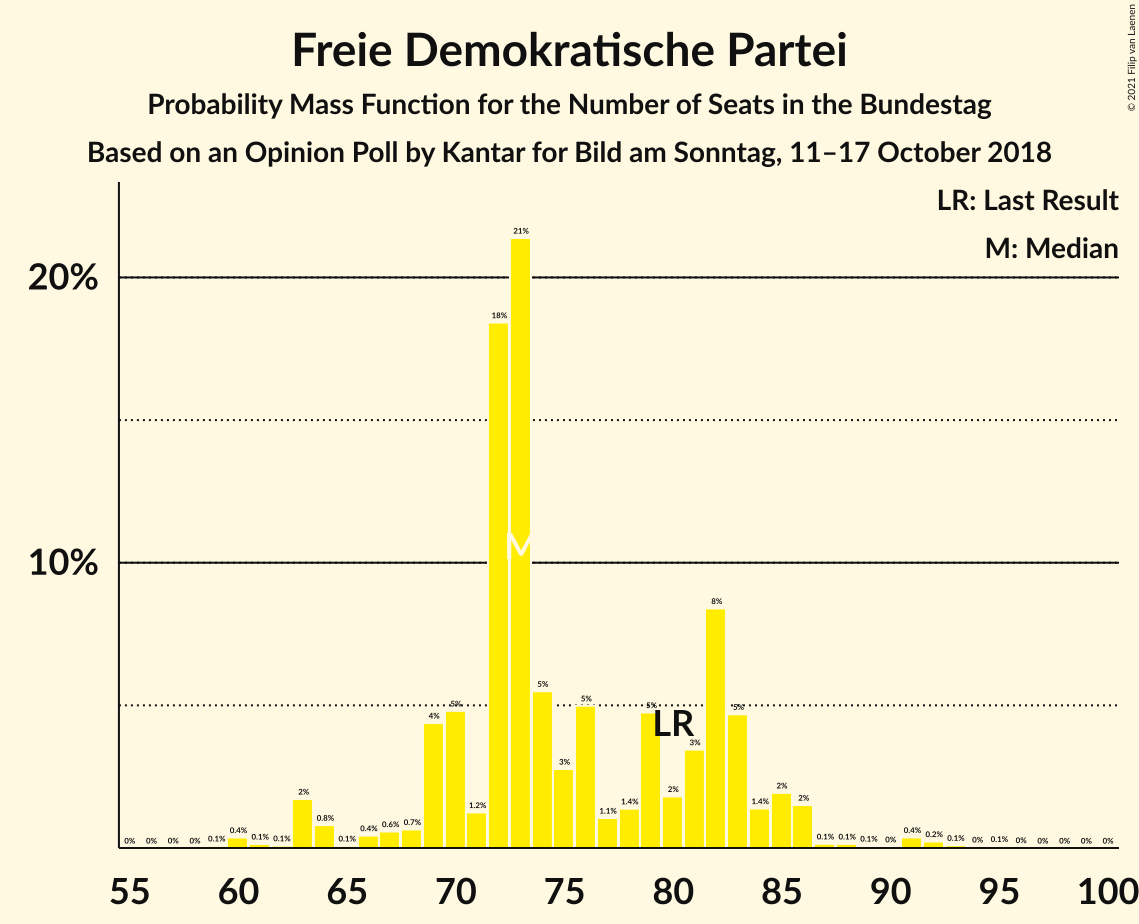 Freie Demokratische Partei
Probability Mass Function for the Number of Seats in the Bundestag
Based on an Opinion Poll by Kantar for Bild am Sonntag, 11–17 October 2018
© 2021 Filip van Laenen
LR: Last Result
M: Median
20%
10%
0% 0% 0% 0% 0.1% 0.4% 0.1% 0.1% 2% 0.8% 0.1% 0.4% 0.6% 0.7% 4% 5% 1.2% 18% 21% 5% 3% 5% 1.1% 1.4% 5% 2% 3% 8% 5% 1.4% 2% 2% 0.1% 0.1% 0.1% 0% 0.4% 0.2% 0.1% 0% 0.1% 0% 0% 0% 0% 0%
M
LR
55 60 65 70 75 80 85 90 95 100